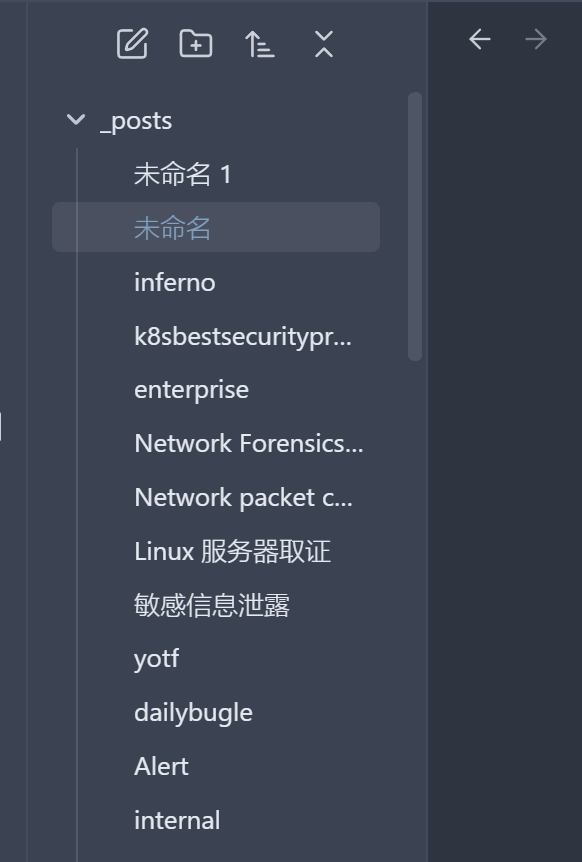 _posts
未命名 1
未命名
inferno
k8sbestsecuritypr...
enterprise
Network Forensics...
Network packet c...
Linux 服务器取证
敏感信息泄露
yotf
dailybugle
Alert
internal